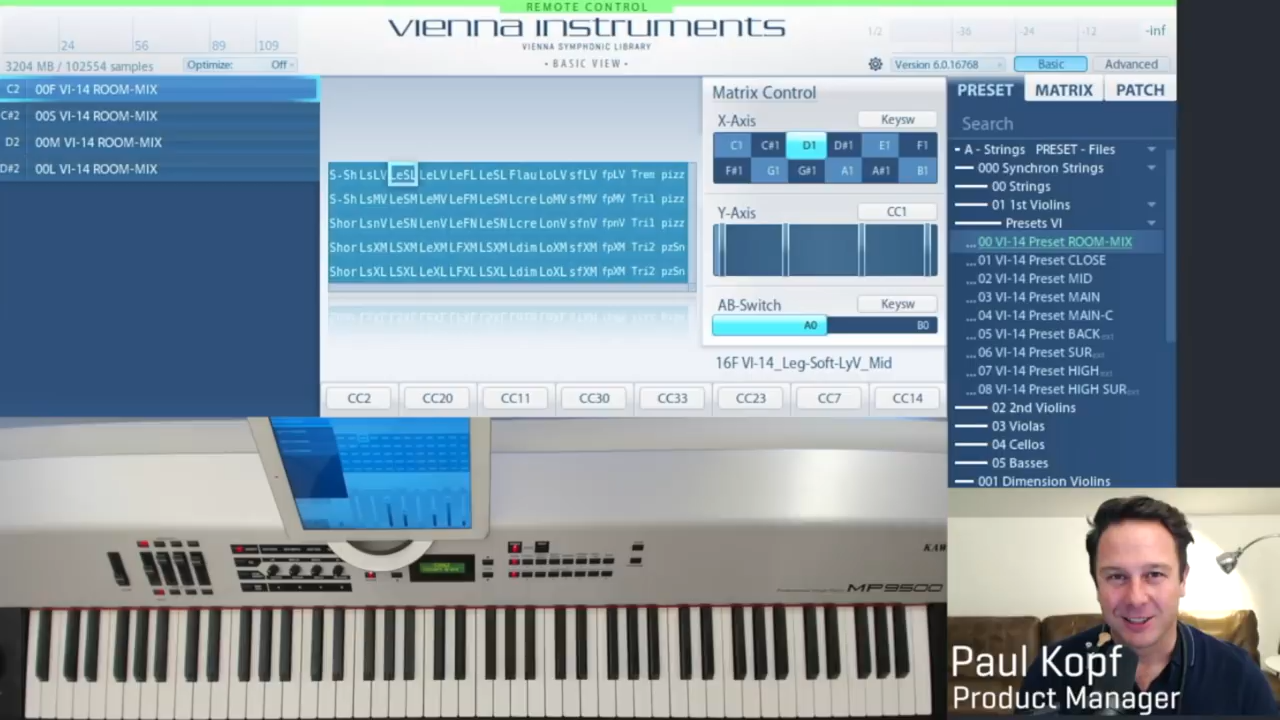 REMOTE CONTROL
vienna instruments
VIENNA SYMPHONIC LIBRARY
• BASIC VIEW •
24 56 89 109
3204 MB / 102554 samples Optimize: Off
1/2 -36 -24 -12 -inf
Version 6.0.16768 Basic Advanced
C2 00F VI-14 ROOM-MIX
C#2 00S VI-14 ROOM-MIX
D2 00M VI-14 ROOM-MIX
D#2 00L VI-14 ROOM-MIX
S-Sh LsLV LeSL LeLV LeFL LeSL Flau LoLV sfLV fpLV Trem pizz
S-Sh LsMV LeSM LeMV LeFM LeSM Lcre LoMV sfMV fpMV Tril pizz
Shor LsnV LeSN LenV LeFN LeSN Lcre LonV sfnV fpnV Tril pizz
Shor LsXM LSXM LeXM LFXM LSXM Ldim LoXM sfXM fpXM Tri2 pzSn
Shor LsXL LSXL LeXL LFXL LSXL Ldim LoXL sfXM fpXM Tri2 pzSn
Matrix Control
X-Axis Keysw
C1 C#1 D1 D#1 E1 F1
F#1 G1 G#1 A1 A#1 B1
Y-Axis CC1
AB-Switch Keysw
A0 B0
16F VI-14_Leg-Soft-LyV_Mid
CC2 CC20 CC11 CC30 CC33 CC23 CC7 CC14
PRESET MATRIX PATCH
Search
A - Strings PRESET - Files
000 Synchron Strings
00 Strings
01 1st Violins
Presets VI
... 00 VI-14 Preset ROOM-MIX
... 01 VI-14 Preset CLOSE
... 02 VI-14 Preset MID
... 03 VI-14 Preset MAIN
... 04 VI-14 Preset MAIN-C
... 05 VI-14 Preset BACK ext
... 06 VI-14 Preset SUR ext
... 07 VI-14 Preset HIGH ext
... 08 VI-14 Preset HIGH SUR ext
02 2nd Violins
03 Violas
04 Cellos
05 Basses
001 Dimension Violins
KAW
MP9500
Paul Kopf
Product Manager